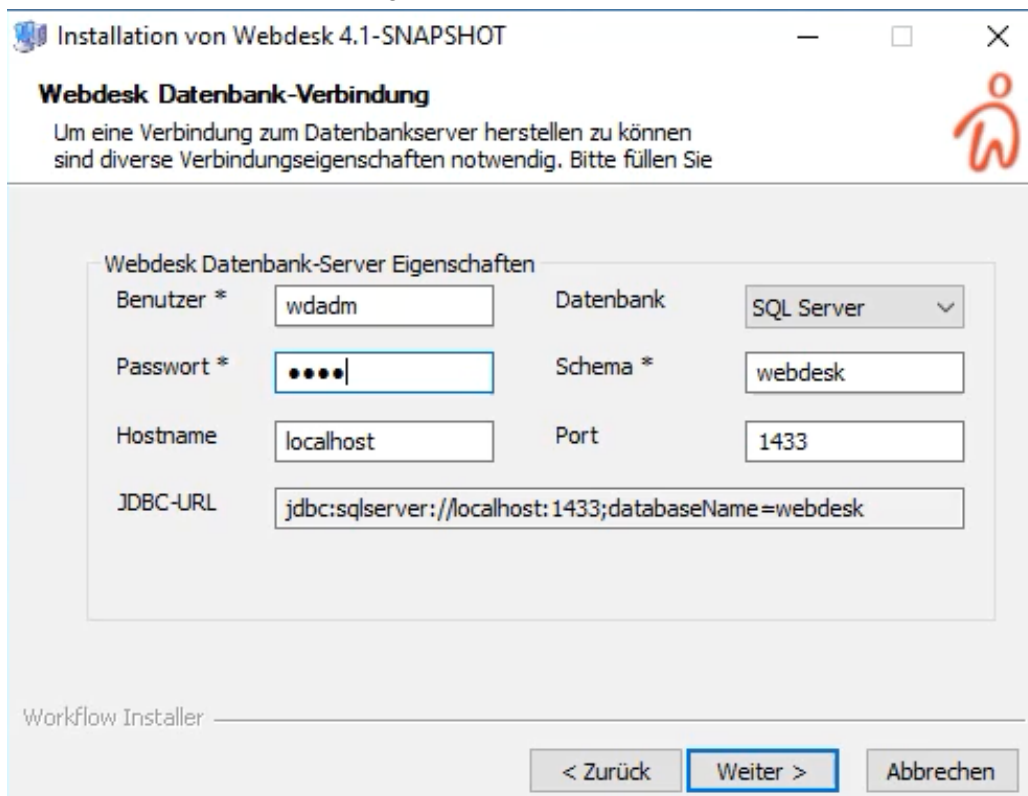 Installation von Webdesk 4.1-SNAPSHOT
Webdesk Datenbank-Verbindung
Um eine Verbindung zum Datenbankserver herstellen zu können
sind diverse Verbindungseigenschaften notwendig. Bitte füllen Sie
Webdesk Datenbank-Server Eigenschaften
Benutzer * wdadm Datenbank SQL Server
Passwort * ●●●● Schema * webdesk
Hostname localhost Port 1433
JDBC-URL jdbc:sqlserver://localhost:1433;databaseName=webdesk
Workflow Installer
< Zurück Weiter > Abbrechen